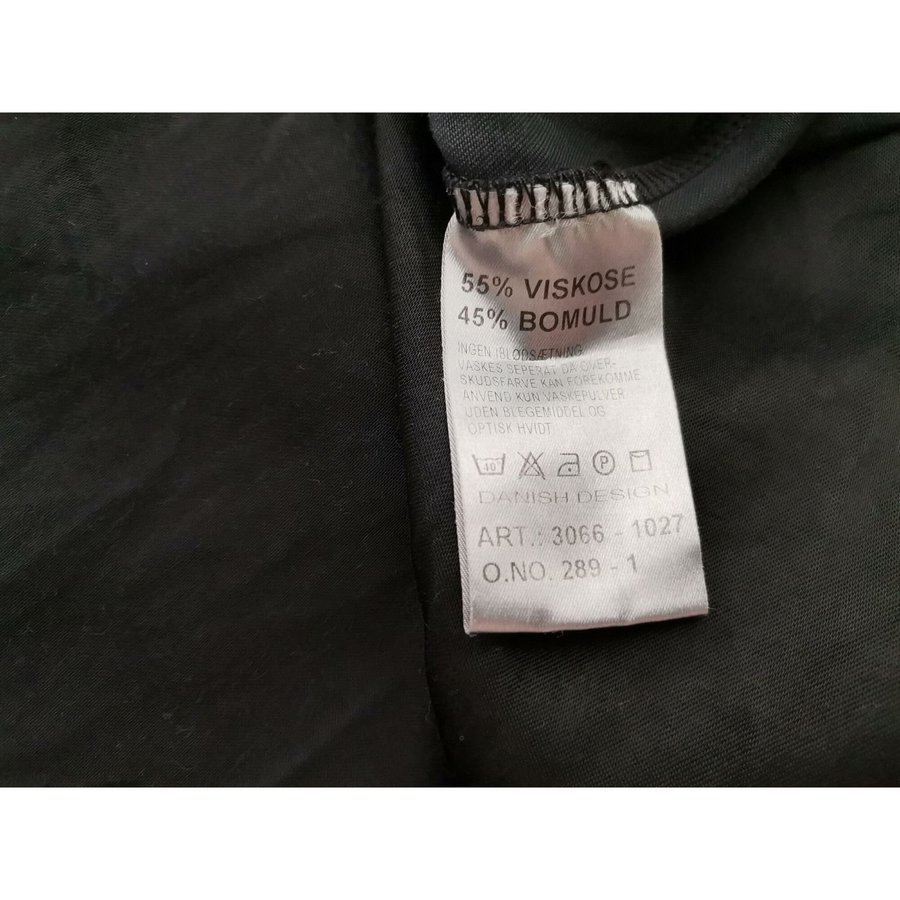 55% VISKOSE
45% BOMULD
INGEN IBLØDSÆTNING
VASKES SEPERAT DA OVER-
SKUDSFARVE KAN FOREKOMME
ANVEND KUN VASKEPULVER
UDEN BLEGEMIDDEL OG
OPTISK HVIDT
40° P
DANISH DESIGN
ART.: 3066 - 1027
O.NO. 289 - 1